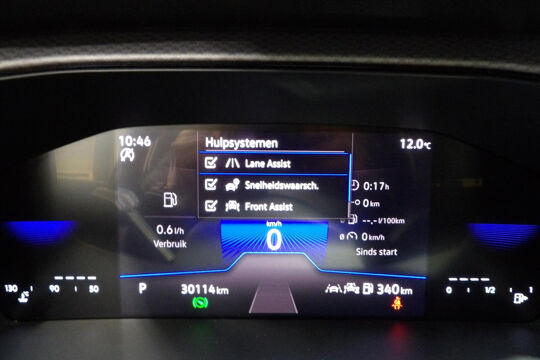 10:46
Hulpsystemen
12.0°C
Lane Assist
Snelheidswaarsch.
Front Assist
0:17h
0 km
--,-l/100km
ø 0 km/h
Sinds start
0.6 l/h
Verbruik
km/h
0
130 90 50
P 30114 km
340 km
0 1/2 1